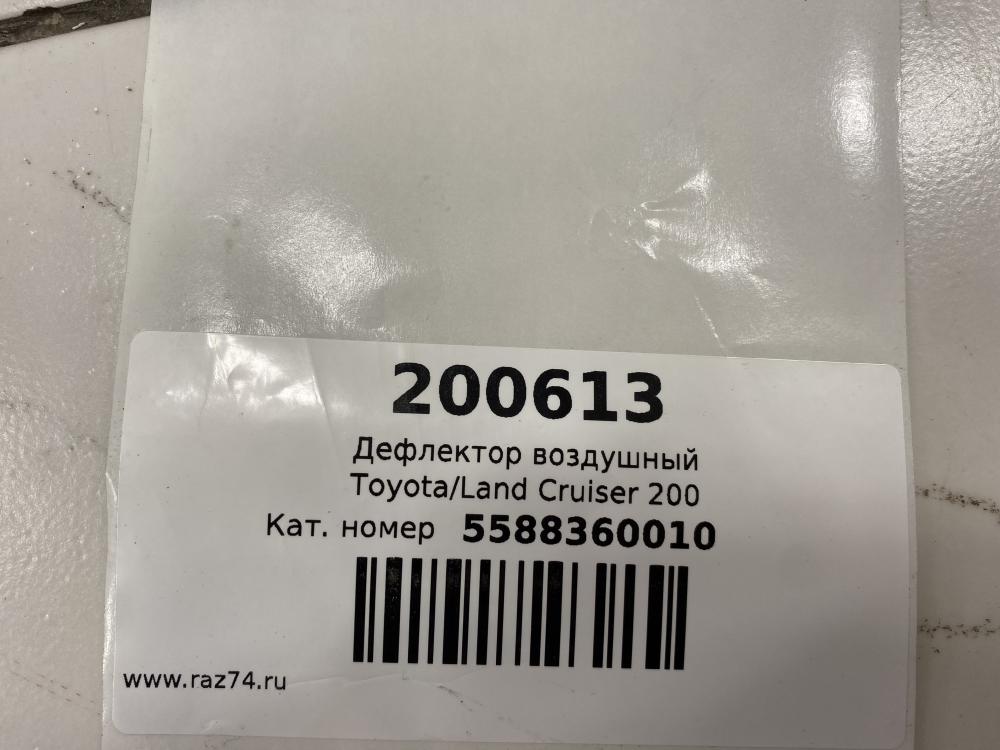 200613
Дефлектор воздушный
Toyota/Land Cruiser 200
Кат. номер 5588360010
www.raz74.ru